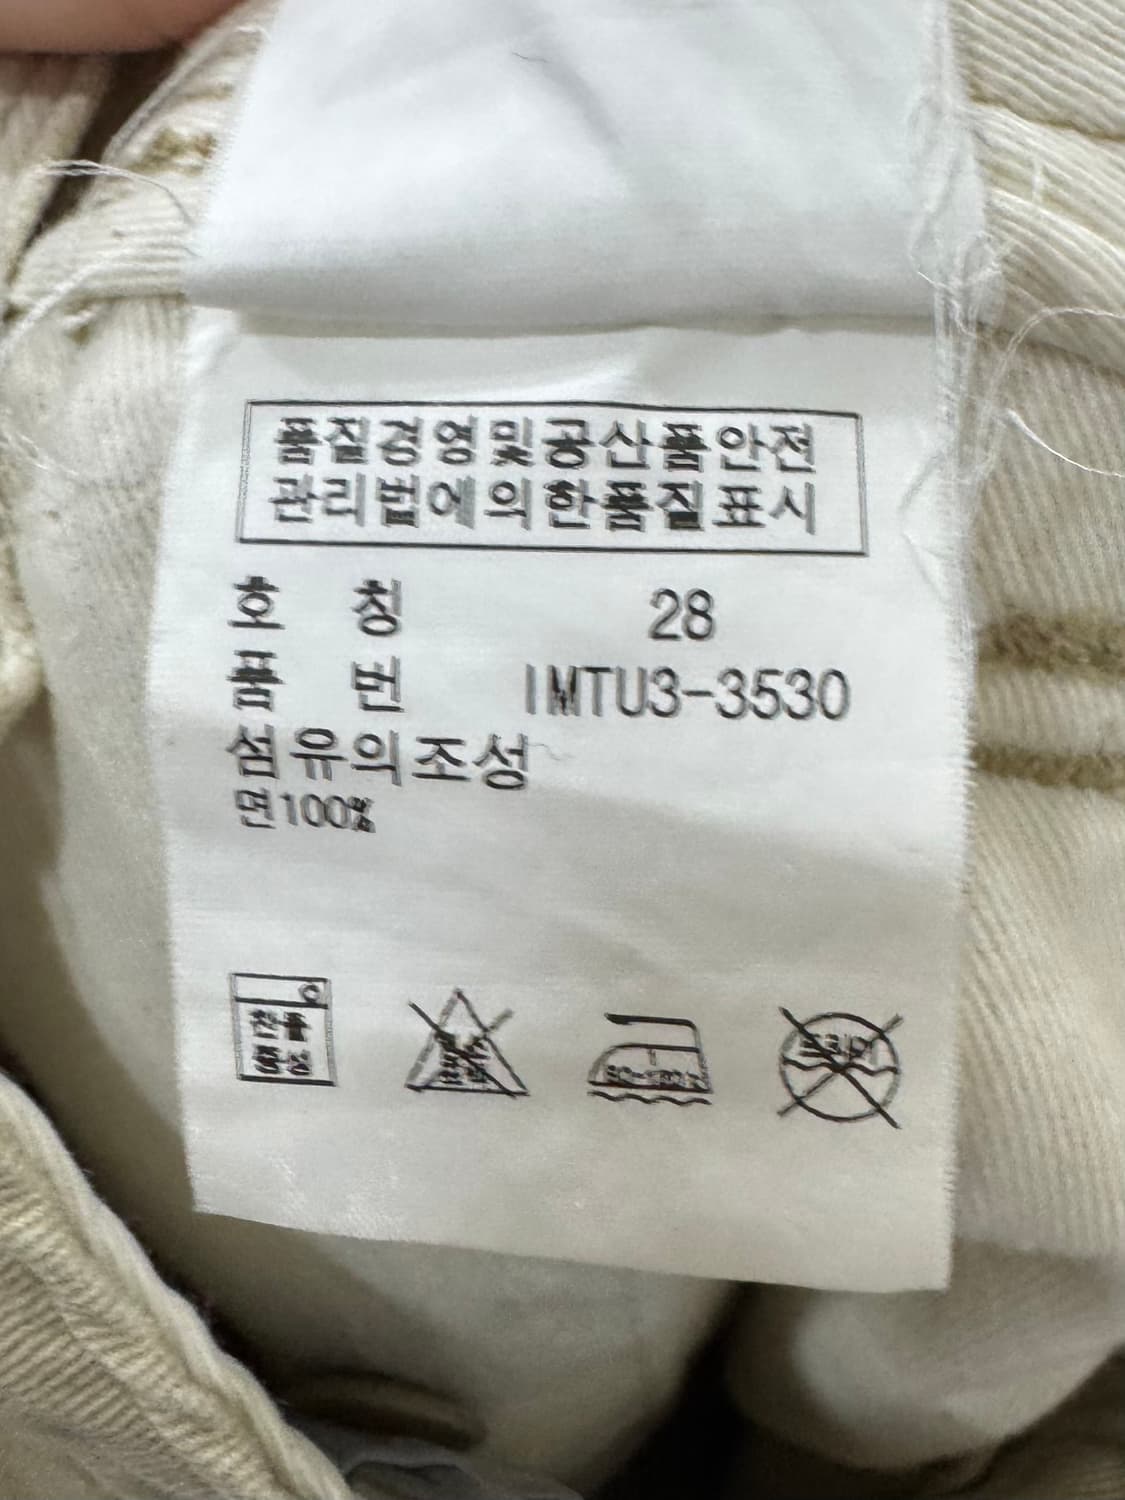 품질경영및공산품안전
관리법에의한품질표시
호 칭 28
품 번 IMTU3-3530
섬유의조성
면100%